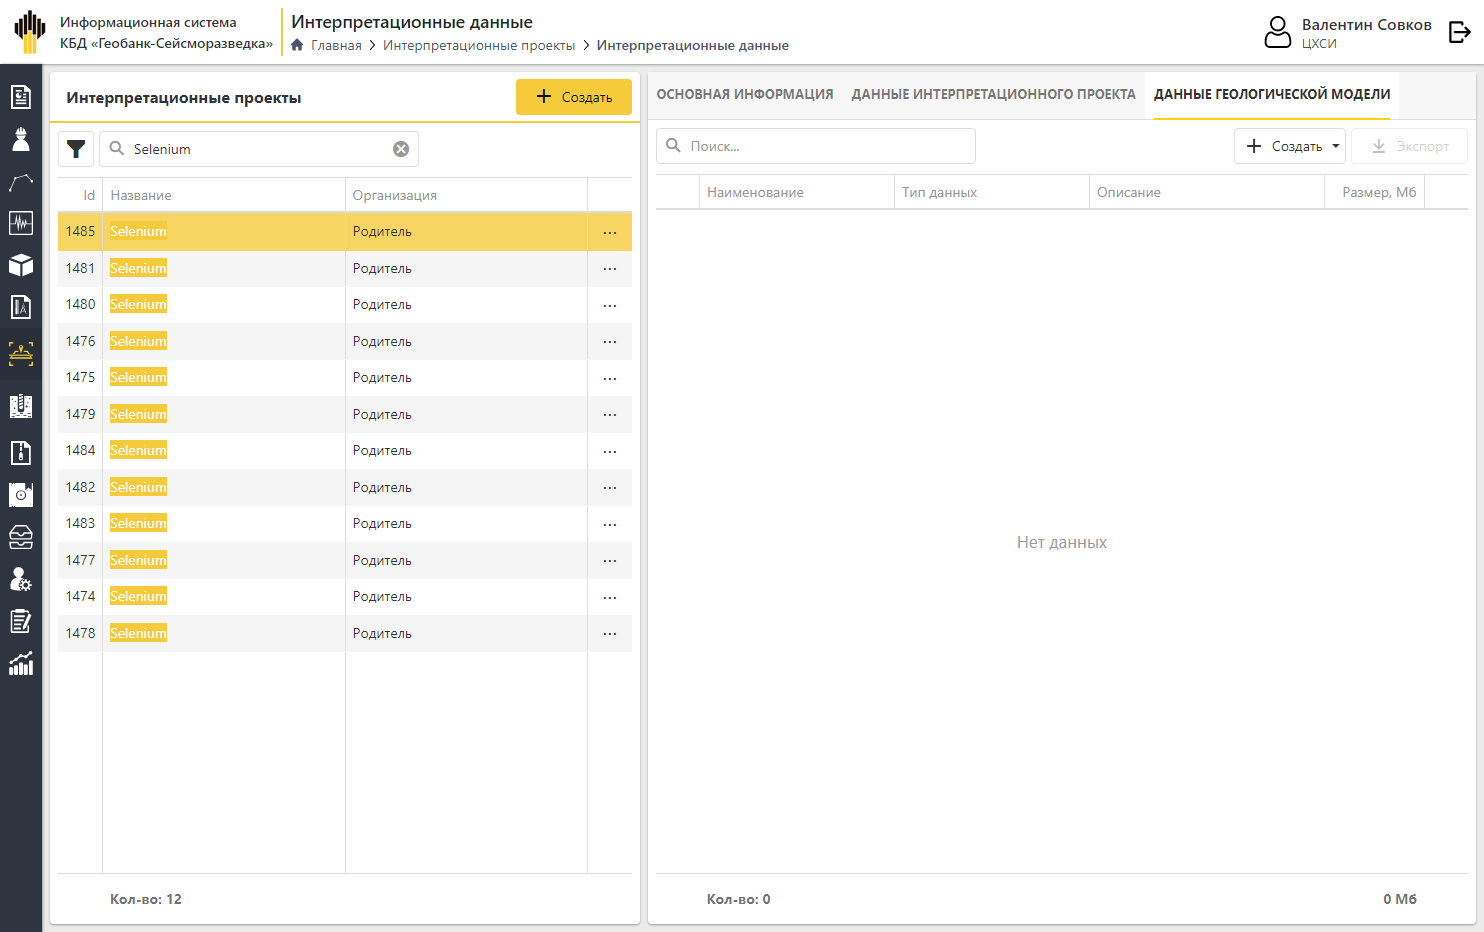 Информационная система
КБД «Геобанк-Сейсморазведка»
Интерпретационные данные
Главная > Интерпретационные проекты > Интерпретационные данные
Валентин Совков
ЦХСИ
Интерпретационные проекты
Создать
Selenium
Id Название Организация
1485 Selenium Родитель ...
1481 Selenium Родитель ...
1480 Selenium Родитель ...
1476 Selenium Родитель ...
1475 Selenium Родитель ...
1479 Selenium Родитель ...
1484 Selenium Родитель ...
1482 Selenium Родитель ...
1483 Selenium Родитель ...
1477 Selenium Родитель ...
1474 Selenium Родитель ...
1478 Selenium Родитель ...
Кол-во: 12
ОСНОВНАЯ ИНФОРМАЦИЯ ДАННЫЕ ИНТЕРПРЕТАЦИОННОГО ПРОЕКТА ДАННЫЕ ГЕОЛОГИЧЕСКОЙ МОДЕЛИ
Поиск... Создать Экспорт
Наименование Тип данных Описание Размер, Мб
Нет данных
Кол-во: 0 0 Мб